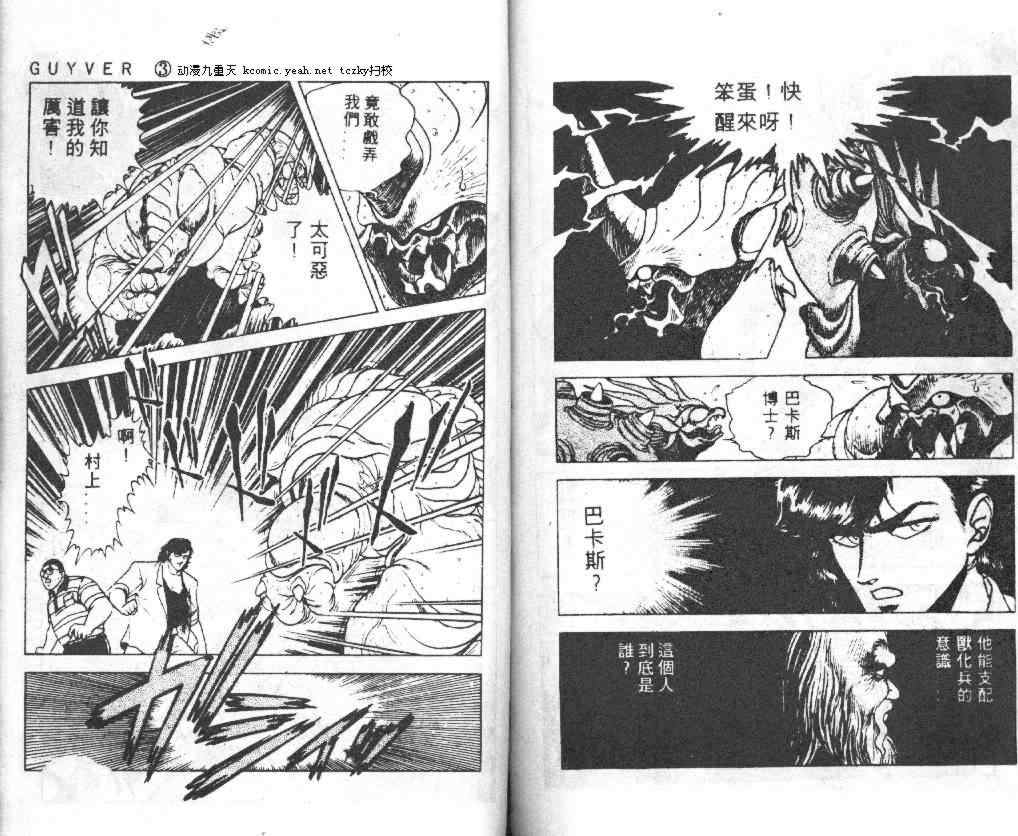 GUYVER ③ 动漫九重天 kcomic.yeah.net tczky扫校
笨蛋！快
醒來呀！
巴卡斯
博士？
巴卡斯？
他能支配
獸化兵的
意識……
這個人
到底是
誰？
竟敢戲弄
我們……
太可惡
了！
讓你知
道我的
厲害！
啊！
村上……